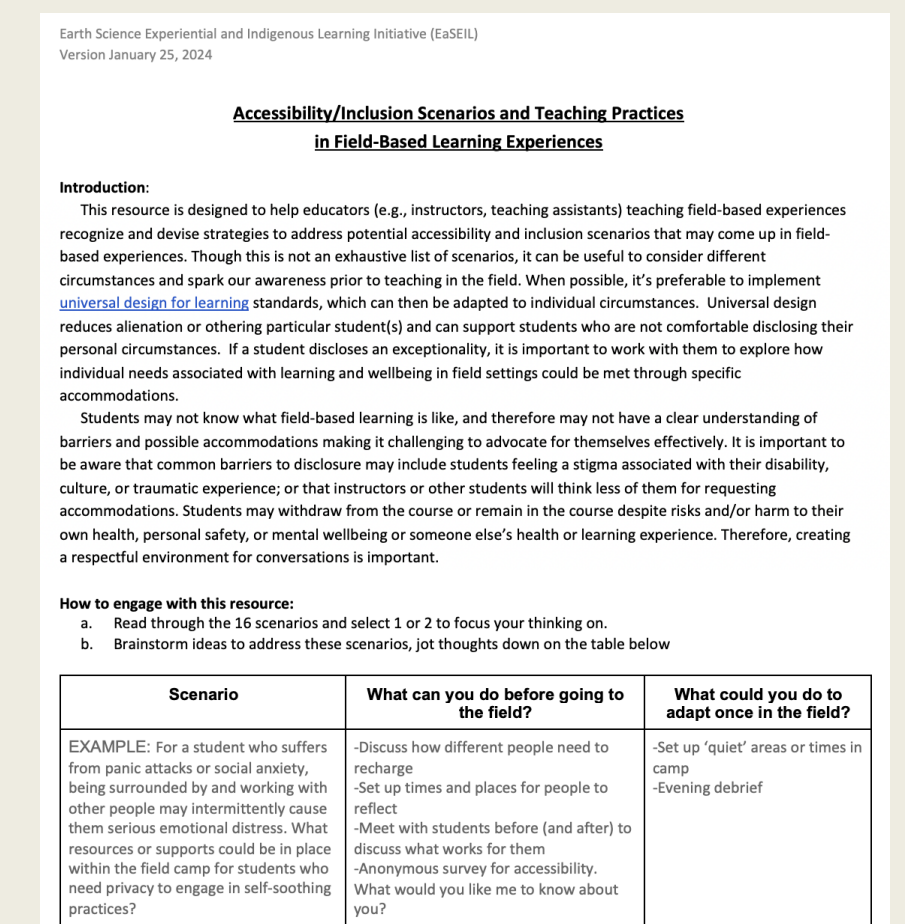 Earth Science Experiential and Indigenous Learning Initiative (EaSEIL)
Version January 25, 2024
Accessibility/Inclusion Scenarios and Teaching Practices
in Field-Based Learning Experiences
Introduction:
This resource is designed to help educators (e.g., instructors, teaching assistants) teaching field-based experiences
recognize and devise strategies to address potential accessibility and inclusion scenarios that may come up in field-
based experiences. Though this is not an exhaustive list of scenarios, it can be useful to consider different
circumstances and spark our awareness prior to teaching in the field. When possible, it's preferable to implement
universal design for learning standards, which can then be adapted to individual circumstances.  Universal design
reduces alienation or othering particular student(s) and can support students who are not comfortable disclosing their
personal circumstances.  If a student discloses an exceptionality, it is important to work with them to explore how
individual needs associated with learning and wellbeing in field settings could be met through specific
accommodations.
Students may not know what field-based learning is like, and therefore may not have a clear understanding of
barriers and possible accommodations making it challenging to advocate for themselves effectively. It is important to
be aware that common barriers to disclosure may include students feeling a stigma associated with their disability,
culture, or traumatic experience; or that instructors or other students will think less of them for requesting
accommodations. Students may withdraw from the course or remain in the course despite risks and/or harm to their
own health, personal safety, or mental wellbeing or someone else's health or learning experience. Therefore, creating
a respectful environment for conversations is important.
How to engage with this resource:
a. Read through the 16 scenarios and select 1 or 2 to focus your thinking on.
b. Brainstorm ideas to address these scenarios, jot thoughts down on the table below
Scenario
What can you do before going to
the field?
What could you do to
adapt once in the field?
EXAMPLE: For a student who suffers
from panic attacks or social anxiety,
being surrounded by and working with
other people may intermittently cause
them serious emotional distress. What
resources or supports could be in place
within the field camp for students who
need privacy to engage in self-soothing
practices?
-Discuss how different people need to
recharge
-Set up times and places for people to
reflect
-Meet with students before (and after) to
discuss what works for them
-Anonymous survey for accessibility.
What would you like me to know about
you?
-Set up 'quiet' areas or times in
camp
-Evening debrief